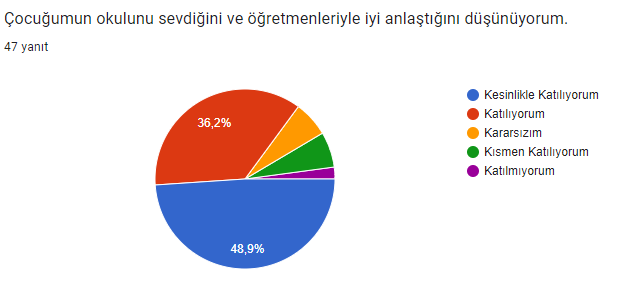 Çocuğumun okulunu sevdiğini ve öğretmenleriyle iyi anlaştığını düşünüyorum.
47 yanıt
Kesinlikle Katılıyorum
Katılıyorum
Kararsızım
Kısmen Katılıyorum
Katılmıyorum
36,2%
48,9%